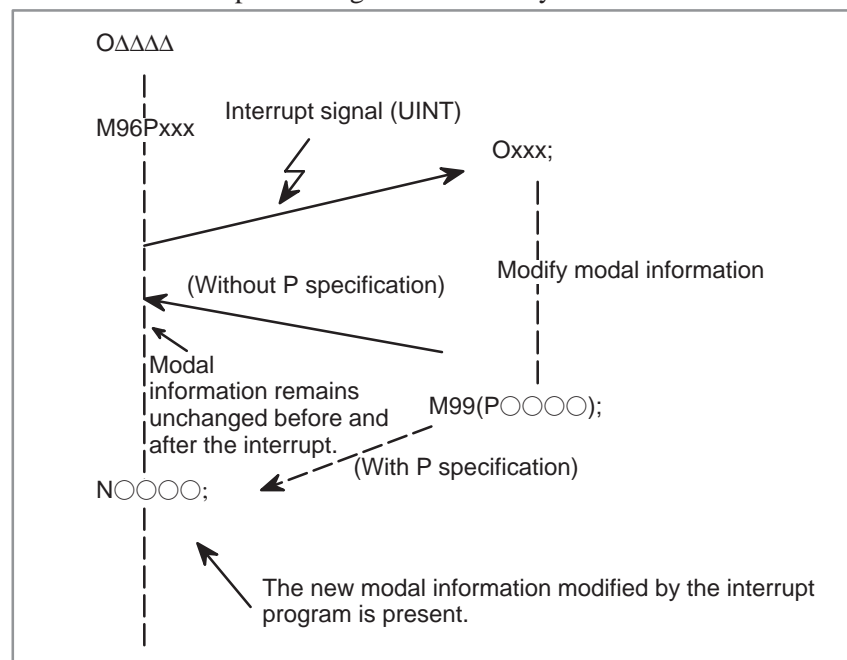 O∆∆∆∆
M96Pxxx
Interrupt signal (UINT)
Oxxx;
Modify modal information
(Without P specification)
Modal
information remains
unchanged before and
after the interrupt.
M99(P○○○○);
(With P specification)
N○○○○;
The new modal information modified by the interrupt
program is present.